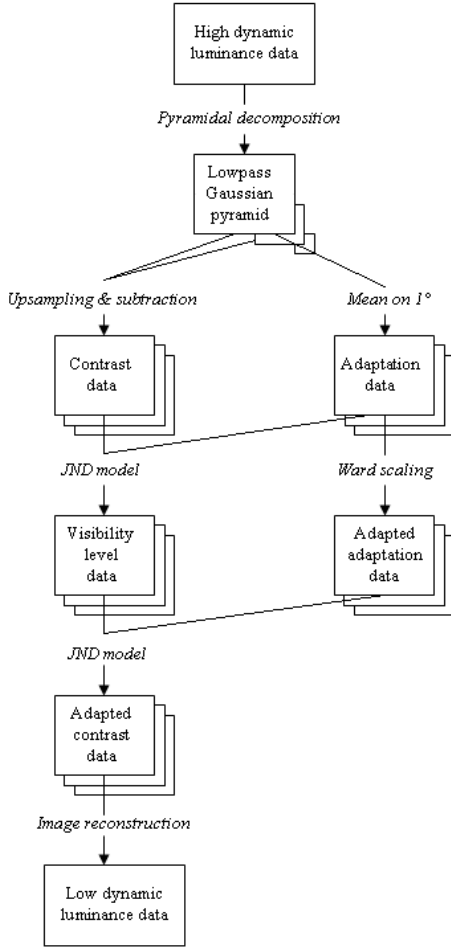 High dynamic
luminance data
Pyramidal decomposition
Lowpass
Gaussian
pyramid
Upsampling & subtraction
Mean on 1°
Contrast
data
Adaptation
data
JND model
Ward scaling
Visibility
level
data
Adapted
adaptation
data
JND model
Adapted
contrast
data
Image reconstruction
Low dynamic
luminance data